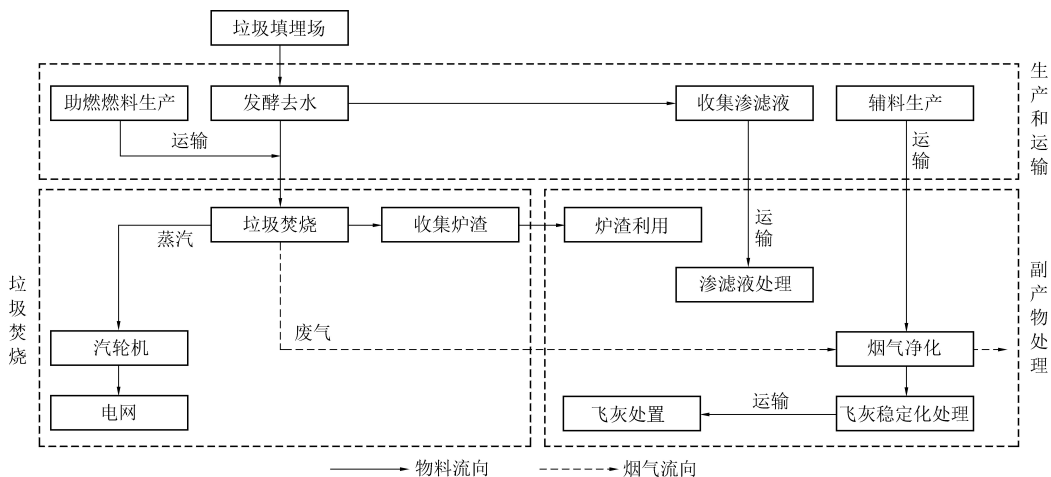 垃圾填埋场
助燃燃料生产
发酵去水
收集渗滤液
辅料生产
运输
运输
生产和运输
垃圾焚烧
收集炉渣
炉渣利用
运输
蒸汽
渗滤液处理
垃圾焚烧
副产物处理
废气
汽轮机
烟气净化
电网
飞灰处置
运输
飞灰稳定化处理
物料流向
烟气流向